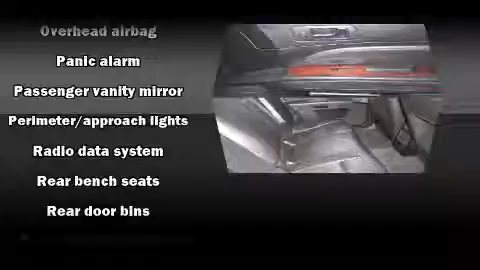 Overhead airbag
Panic alarm
Passenger vanity mirror
Perimeter/approach lights
Radio data system
Rear bench seats
Rear door bins